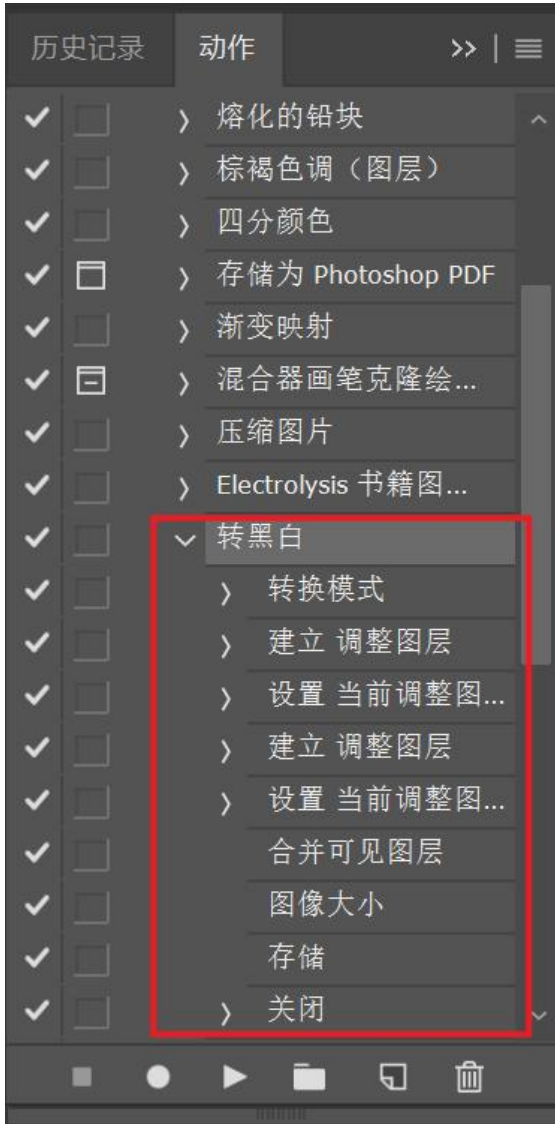 历史记录 动作
熔化的铅块
棕褐色调（图层）
四分颜色
存储为 Photoshop PDF
渐变映射
混合器画笔克隆绘...
压缩图片
Electrolysis 书籍图...
转黑白
转换模式
建立 调整图层
设置 当前调整图...
建立 调整图层
设置 当前调整图...
合并可见图层
图像大小
存储
关闭